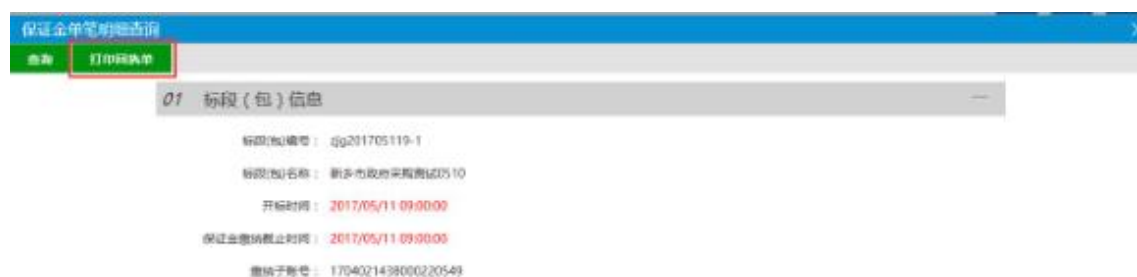 保证金单笔明细查询
查询 打印回执单
01 标段（包）信息
标段(包)编号： zjg201705119-1
标段(包)名称： 新乡市政府采购测试0510
开标时间： 2017/05/11 09:00:00
保证金缴纳截止时间： 2017/05/11 09:00:00
缴纳子账号： 1704021438000220549